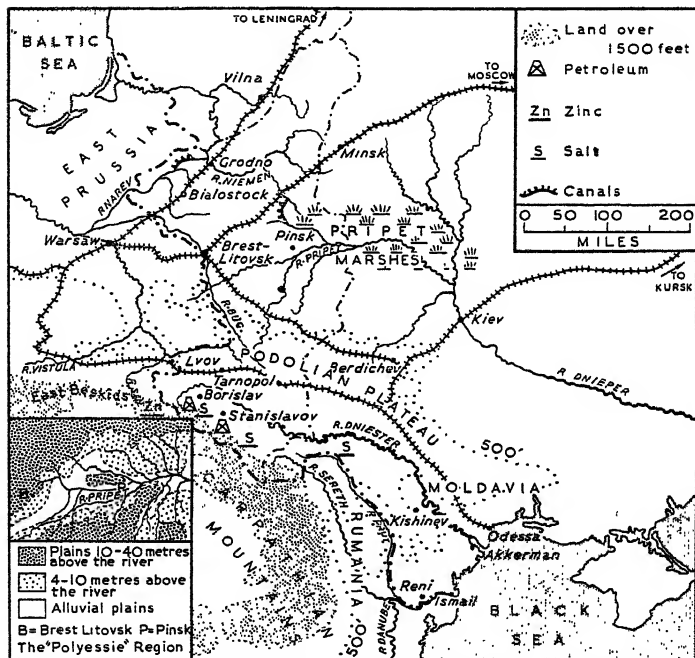 TO LENINGRAD
BALTIC
SEA
Vilna
TO
MOSCOW
EAST
PRUSSIA
Grodno
R.NIEMEN
Minsk
R.NAREV
Bialostock
Warsaw
Brest-
Litovsk
Pinsk
PRIPET
R.PRIPET
MARSHES
R.BUG
Kiev
TO
KURSK
R.VISTULA
Lvov
PODOLIAN PLATEAU
Berdichev
R. DNIEPER
East Beskids
Tarnopol
Zn
Borislav
S
Stanislavov
S
R.DNIESTER
S
500'
R. SERETH
MOLDAVIA
CARPATHIAN
MOUNTAINS
RUMANIA
Kishinev
Odessa
Akkerman
Reni
Ismail
R.DANUBE
BLACK
SEA
Land over
1500 feet
Petroleum
Zn Zinc
S Salt
Canals
0 50 100 200
MILES
B
P
R.PRIPET
Plains 10-40 metres
above the river
4-10 metres above
the river
Alluvial plains
B=Brest Litovsk P=Pinsk
The "Polyessie" Region